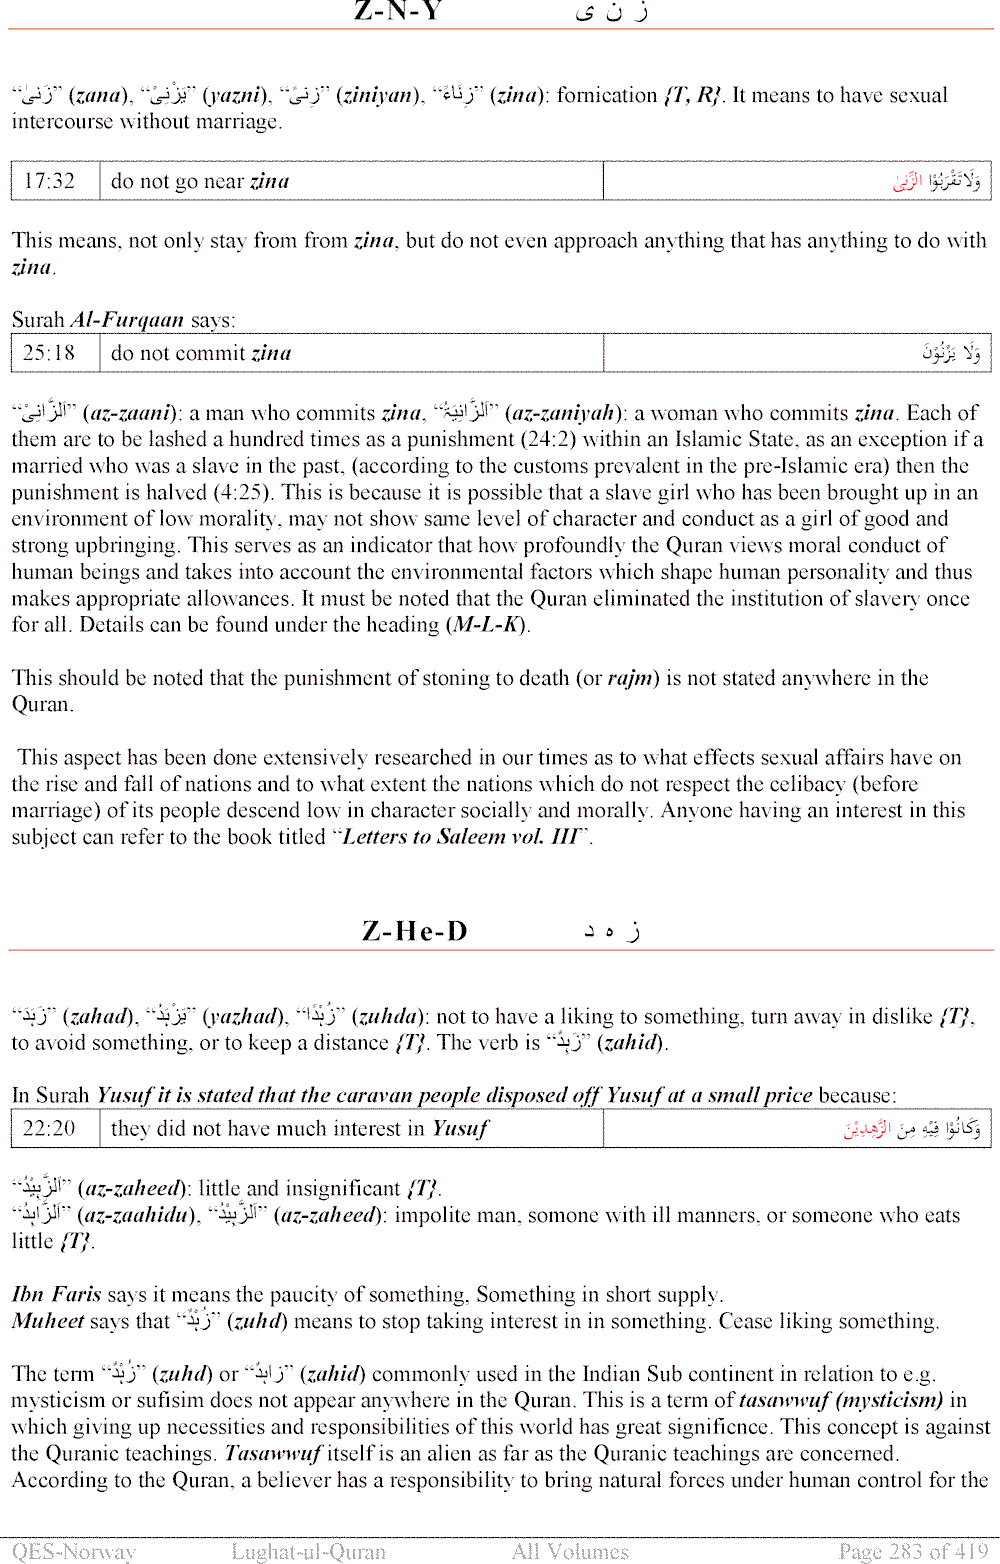 Z-N-Y ز ن ی
“زَنیٰ” (zana), “یَزْنِیْ” (yazni), “زِنیً” (ziniyan), “زِنَاءً” (zina): fornication {T, R}. It means to have sexual
intercourse without marriage.
17:32 do not go near zina وَلَاتَقْرَبُوْا الزِّنیٰ
This means, not only stay from from zina, but do not even approach anything that has anything to do with
zina.
Surah Al-Furqaan says:
25:18 do not commit zina وَلَا یَزْنُوْنَ
“اَلزَّانِیْ” (az-zaani): a man who commits zina, “اَلزَّانِیَۃُ” (az-zaniyah): a woman who commits zina. Each of
them are to be lashed a hundred times as a punishment (24:2) within an Islamic State, as an exception if a
married who was a slave in the past, (according to the customs prevalent in the pre-Islamic era) then the
punishment is halved (4:25). This is because it is possible that a slave girl who has been brought up in an
environment of low morality, may not show same level of character and conduct as a girl of good and
strong upbringing. This serves as an indicator that how profoundly the Quran views moral conduct of
human beings and takes into account the environmental factors which shape human personality and thus
makes appropriate allowances. It must be noted that the Quran eliminated the institution of slavery once
for all. Details can be found under the heading (M-L-K).
This should be noted that the punishment of stoning to death (or rajm) is not stated anywhere in the
Quran.
This aspect has been done extensively researched in our times as to what effects sexual affairs have on
the rise and fall of nations and to what extent the nations which do not respect the celibacy (before
marriage) of its people descend low in character socially and morally. Anyone having an interest in this
subject can refer to the book titled “Letters to Saleem vol. III”.
Z-He-D ز ہ د
“زَہَدَ” (zahad), “یَزْہَدُ” (yazhad), “زُہْدًا” (zuhda): not to have a liking to something, turn away in dislike {T},
to avoid something, or to keep a distance {T}. The verb is “زَہِدٌ” (zahid).
In Surah Yusuf it is stated that the caravan people disposed off Yusuf at a small price because:
22:20 they did not have much interest in Yusuf وَکَانُوْا فِیْہِ مِنَ الزَّھِدِیْنَ
“اَلزَّہِیْدُ” (az-zaheed): little and insignificant {T}.
“اَلزَّاہِدُ” (az-zaahidu), “اَلزَّہِیْدُ” (az-zaheed): impolite man, somone with ill manners, or someone who eats
little {T}.
Ibn Faris says it means the paucity of something, Something in short supply.
Muheet says that “زُہْدٌ” (zuhd) means to stop taking interest in in something. Cease liking something.
The term “زُہْدٌ” (zuhd) or “زاہِدٌ” (zahid) commonly used in the Indian Sub continent in relation to e.g.
mysticism or sufisim does not appear anywhere in the Quran. This is a term of tasawwuf (mysticism) in
which giving up necessities and responsibilities of this world has great significnce. This concept is against
the Quranic teachings. Tasawwuf itself is an alien as far as the Quranic teachings are concerned.
According to the Quran, a believer has a responsibility to bring natural forces under human control for the
QES-Norway Lughat-ul-Quran All Volumes Page 283 of 419